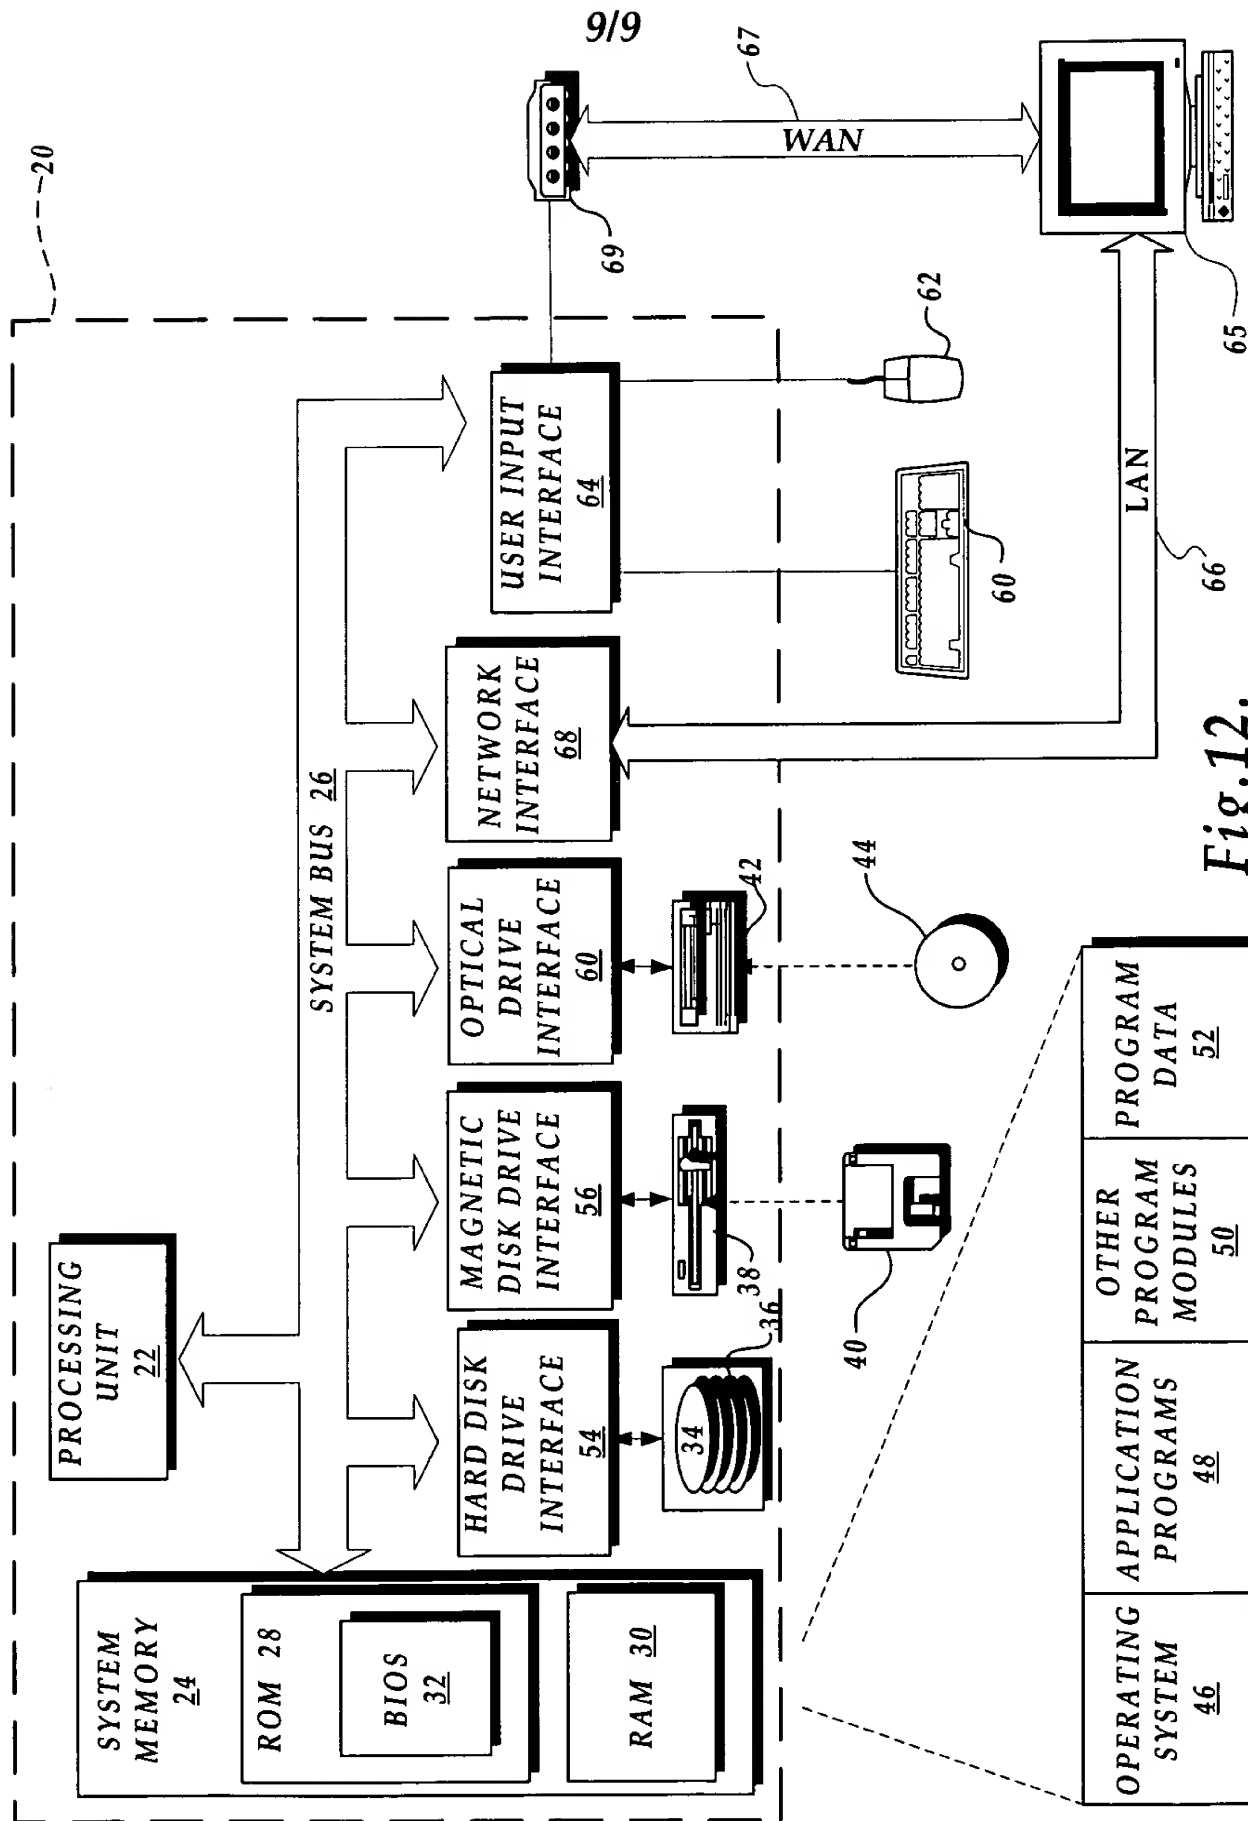 9/9
20
PROCESSING
UNIT
22
SYSTEM BUS 26
SYSTEM
MEMORY
24
ROM 28
BIOS
32
RAM 30
HARD DISK
DRIVE
INTERFACE
54
MAGNETIC
DISK DRIVE
INTERFACE
56
OPTICAL
DRIVE
INTERFACE
60
NETWORK
INTERFACE
68
USER INPUT
INTERFACE
64
34
36
38
42
40
44
60
62
69
67
WAN
LAN
66
65
OPERATING
SYSTEM
46
APPLICATION
PROGRAMS
48
OTHER
PROGRAM
MODULES
50
PROGRAM
DATA
52
Fig.12.